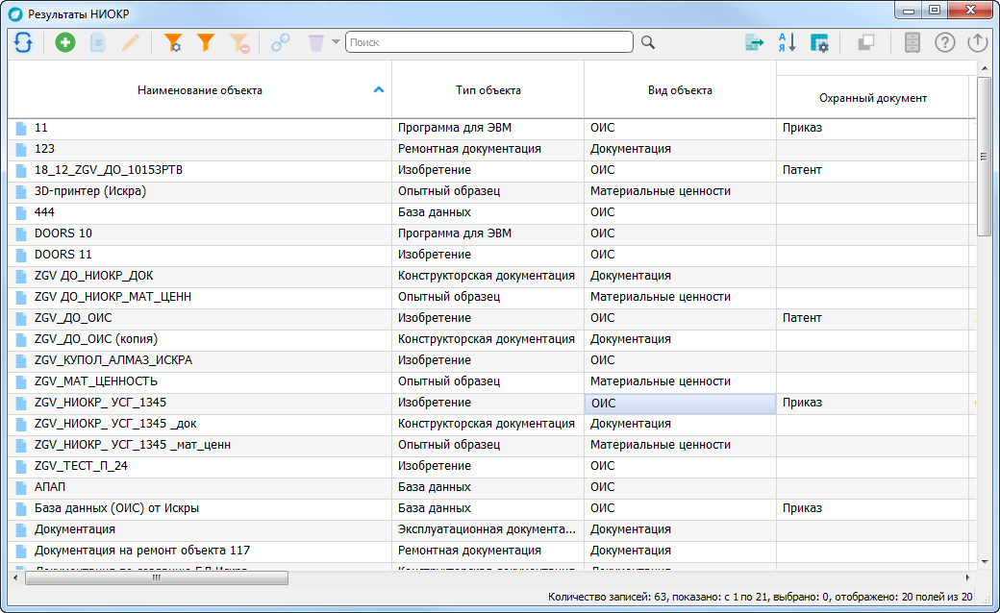 Результаты НИОКР
Поиск
Наименование объекта Тип объекта Вид объекта Охранный документ
11 Программа для ЭВМ ОИС Приказ
123 Ремонтная документация Документация
18_12_ZGV_ДО_10153РТВ Изобретение ОИС Патент
3D-принтер (Искра) Опытный образец Материальные ценности
444 База данных ОИС
DOORS 10 Программа для ЭВМ ОИС
DOORS 11 Изобретение ОИС
ZGV ДО_НИОКР_ДОК Конструкторская документация Документация
ZGV ДО_НИОКР_МАТ_ЦЕНН Опытный образец Материальные ценности
ZGV_ДО_ОИС Изобретение ОИС Патент
ZGV_ДО_ОИС (копия) Конструкторская документация Документация
ZGV_КУПОЛ_АЛМАЗ_ИСКРА Изобретение ОИС
ZGV_МАТ_ЦЕННОСТЬ Опытный образец Материальные ценности
ZGV_НИОКР_ УСГ_1345 Изобретение ОИС Приказ
ZGV_НИОКР_ УСГ_1345 _док Конструкторская документация Документация
ZGV_НИОКР_ УСГ_1345 _мат_ценн Опытный образец Материальные ценности
ZGV_ТЕСТ_П_24 Изобретение ОИС
АПАП База данных ОИС
База данных (ОИС) от Искры База данных ОИС Приказ
Документация Эксплуатационная документа... Документация
Документация на ремонт объекта 117 Ремонтная документация Документация
Количество записей: 63, показано: с 1 по 21, выбрано: 0, отображено: 20 полей из 20